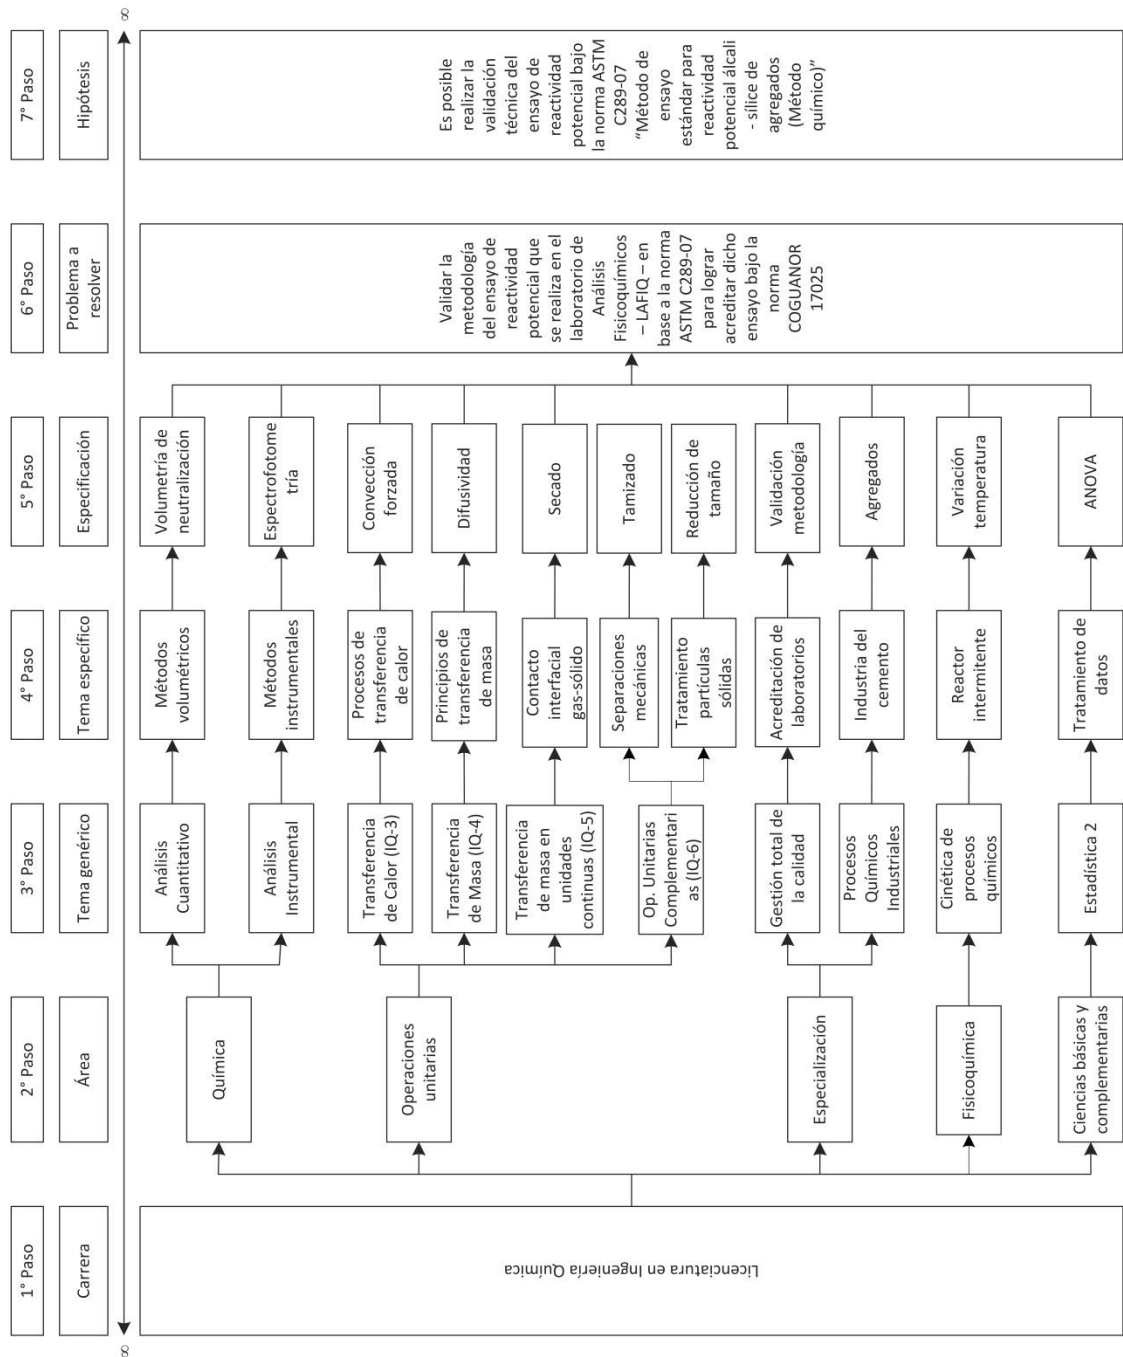 1° Paso
Carrera
2° Paso
Área
3° Paso
Tema genérico
4° Paso
Tema específico
5° Paso
Especificación
6° Paso
Problema a
resolver
7° Paso
Hipótesis
∞
∞
Licenciatura en Ingeniería Química
Química
Operaciones
unitarias
Especialización
Fisicoquímica
Ciencias básicas y
complementarias
Análisis
Cuantitativo
Análisis
Instrumental
Transferencia
de Calor (IQ-3)
Transferencia
de Masa (IQ-4)
Transferencia
de masa en
unidades
continuas (IQ-5)
Op. Unitarias
Complementari
as (IQ-6)
Gestión total de
la calidad
Procesos
Químicos
Industriales
Cinética de
procesos
químicos
Estadística 2
Métodos
volumétricos
Métodos
instrumentales
Procesos de
transferencia
de calor
Principios de
transferencia
de masa
Contacto
interfacial
gas-sólido
Separaciones
mecánicas
Tratamiento
partículas
sólidas
Acreditación de
laboratorios
Industria del
cemento
Reactor
intermitente
Tratamiento de
datos
Volumetría de
neutralización
Espectrofotome
tría
Convección
forzada
Difusividad
Secado
Tamizado
Reducción de
tamaño
Validación
metodología
Agregados
Variación
temperatura
ANOVA
Validar la
metodología
del ensayo de
reactividad
potencial que
se realiza en el
laboratorio de
Análisis
Fisicoquímicos
– LAFIQ – en
base a la norma
ASTM C289-07
para lograr
acreditar dicho
ensayo bajo la
norma
COGUANOR
17025
Es posible
realizar la
validación
técnica del
ensayo de
reactividad
potencial bajo
la norma ASTM
C289-07
“Método de
ensayo
estándar para
reactividad
potencial álcali
- sílice de
agregados
(Método
químico)”